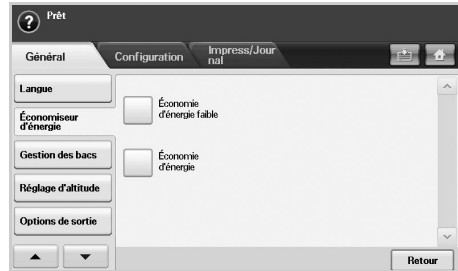 Prêt
Général
Configuration
Impress/Jour
nal
Langue
Économiseur
d'énergie
Gestion des bacs
Réglage d'altitude
Options de sortie
Économie
d'énergie faible
Économie
d'énergie
Retour